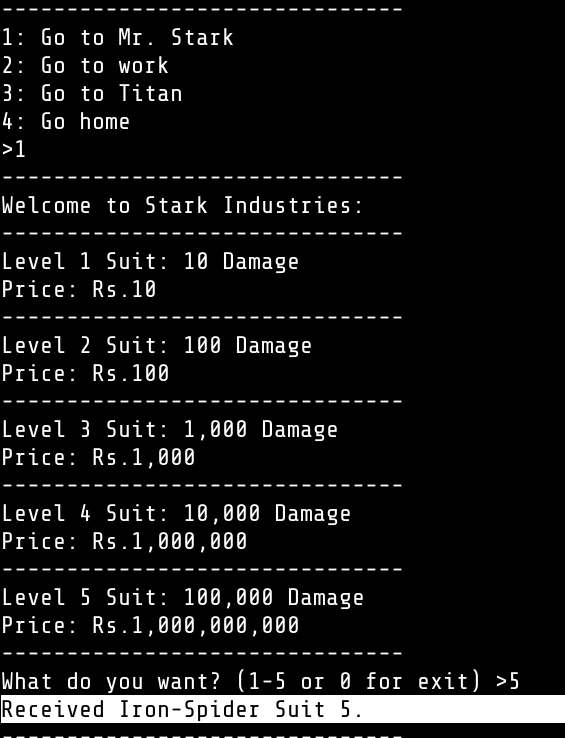 -------------------------------
1: Go to Mr. Stark
2: Go to work
3: Go to Titan
4: Go home
>1
-------------------------------
Welcome to Stark Industries:
-------------------------------
Level 1 Suit: 10 Damage
Price: Rs.10
-------------------------------
Level 2 Suit: 100 Damage
Price: Rs.100
-------------------------------
Level 3 Suit: 1,000 Damage
Price: Rs.1,000
-------------------------------
Level 4 Suit: 10,000 Damage
Price: Rs.1,000,000
-------------------------------
Level 5 Suit: 100,000 Damage
Price: Rs.1,000,000,000
-------------------------------
What do you want? (1-5 or 0 for exit) >5
Received Iron-Spider Suit 5.
-------------------------------